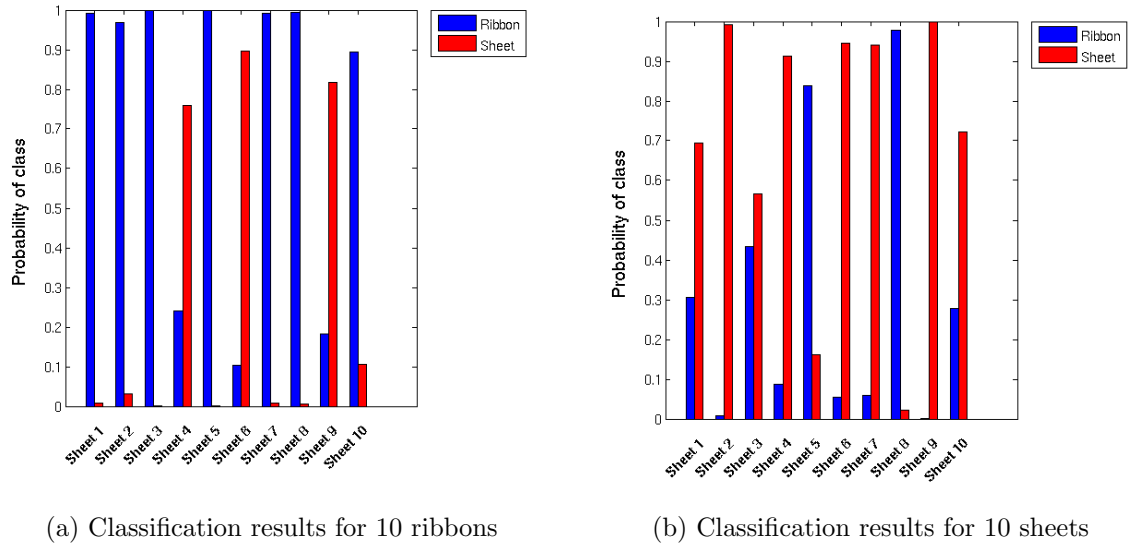 1
0.9
0.8
0.7
0.6
0.5
0.4
0.3
0.2
0.1
0
Probability of class
Ribbon
Sheet
Sheet 1
Sheet 2
Sheet 3
Sheet 4
Sheet 5
Sheet 6
Sheet 7
Sheet 8
Sheet 9
Sheet 10
(a) Classification results for 10 ribbons
1
0.9
0.8
0.7
0.6
0.5
0.4
0.3
0.2
0.1
0
Probability of class
Ribbon
Sheet
Sheet 1
Sheet 2
Sheet 3
Sheet 4
Sheet 5
Sheet 6
Sheet 7
Sheet 8
Sheet 9
Sheet 10
(b) Classification results for 10 sheets